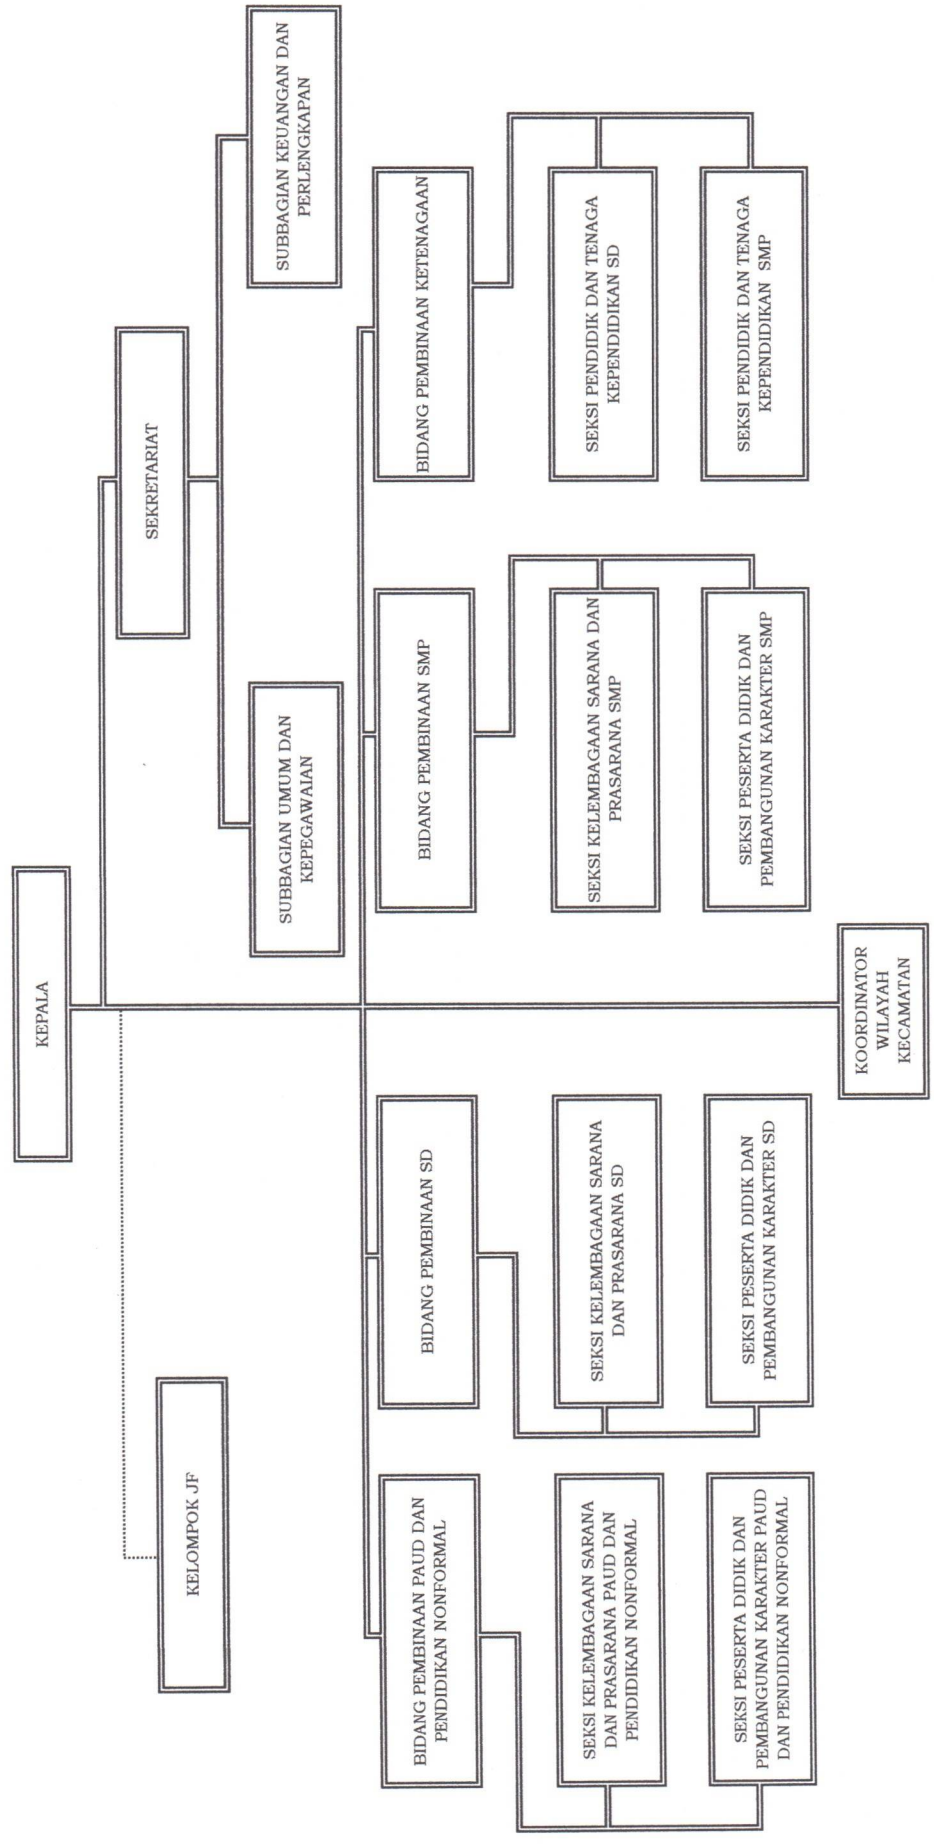 KEPALA
SEKRETARIAT
KELOMPOK JF
SUBBAGIAN UMUM DAN
KEPEGAWAIAN
SUBBAGIAN KEUANGAN DAN
PERLENGKAPAN
BIDANG PEMBINAAN PAUD DAN
PENDIDIKAN NONFORMAL
BIDANG PEMBINAAN SD
BIDANG PEMBINAAN SMP
BIDANG PEMBINAAN KETENAGAAN
SEKSI KELEMBAGAAN SARANA
DAN PRASARANA PAUD DAN
PENDIDIKAN NONFORMAL
SEKSI KELEMBAGAAN SARANA
DAN PRASARANA SD
SEKSI KELEMBAGAAN SARANA DAN
PRASARANA SMP
SEKSI PENDIDIK DAN TENAGA
KEPENDIDIKAN SD
SEKSI PESERTA DIDIK DAN
PEMBANGUNAN KARAKTER PAUD
DAN PENDIDIKAN NONFORMAL
SEKSI PESERTA DIDIK DAN
PEMBANGUNAN KARAKTER SD
SEKSI PESERTA DIDIK DAN
PEMBANGUNAN KARAKTER SMP
SEKSI PENDIDIK DAN TENAGA
KEPENDIDIKAN SMP
KOORDINATOR
WILAYAH
KECAMATAN